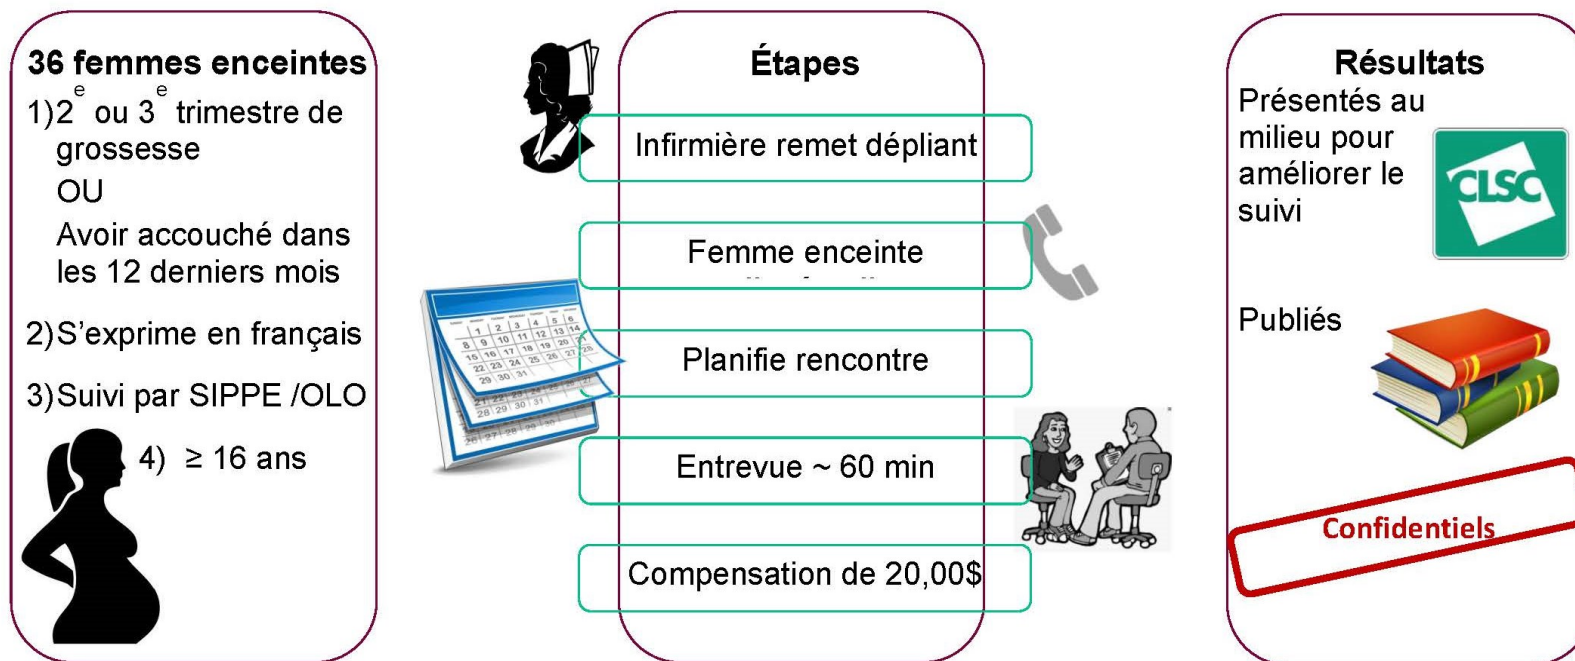 36 femmes enceintes
1) 2e ou 3e trimestre de
grossesse
OU
Avoir accouché dans
les 12 derniers mois
2) S'exprime en français
3) Suivi par SIPPE /OLO
4) ≥ 16 ans
Étapes
Infirmière remet dépliant
Femme enceinte
Planifie rencontre
Entrevue ~ 60 min
Compensation de 20,00$
Résultats
Présentés au
milieu pour
améliorer le
suivi
CLSC
Publiés
Confidentiels